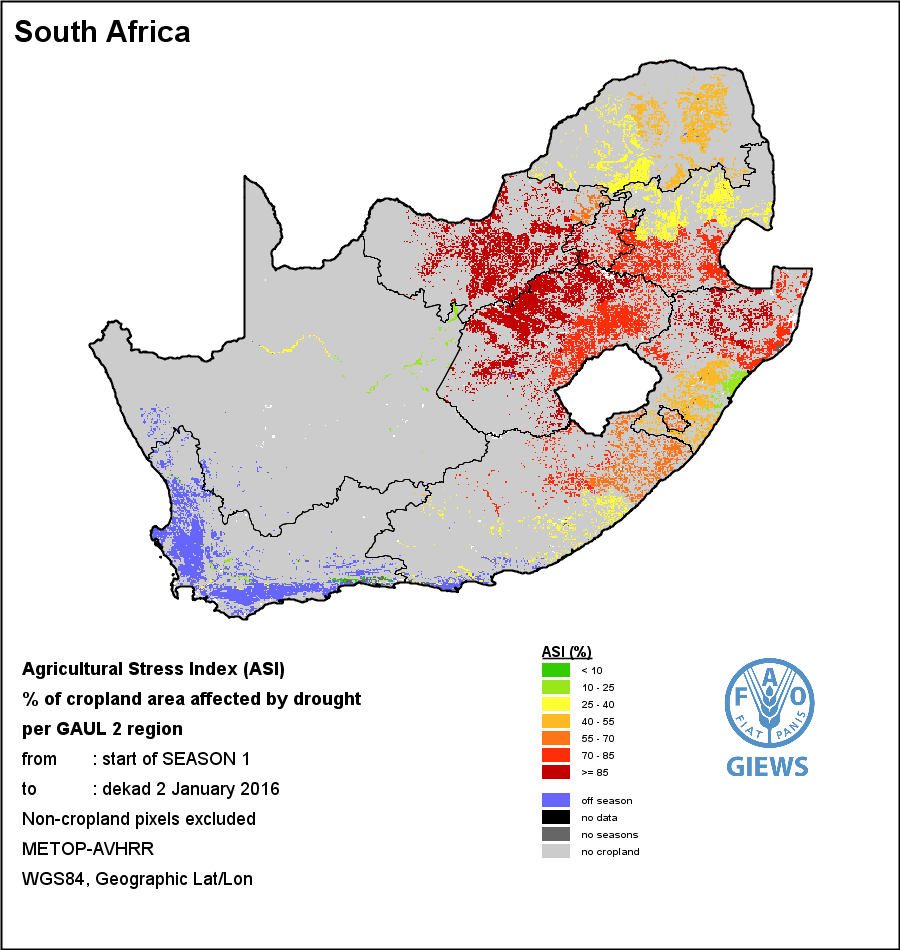 South Africa
Agricultural Stress Index (ASI)
% of cropland area affected by drought
per GAUL 2 region
from : start of SEASON 1
to : dekad 2 January 2016
Non-cropland pixels excluded
METOP-AVHRR
WGS84, Geographic Lat/Lon
ASI (%)
< 10
10 - 25
25 - 40
40 - 55
55 - 70
70 - 85
>= 85
off season
no data
no seasons
no cropland
F A O
FIAT PANIS
GIEWS